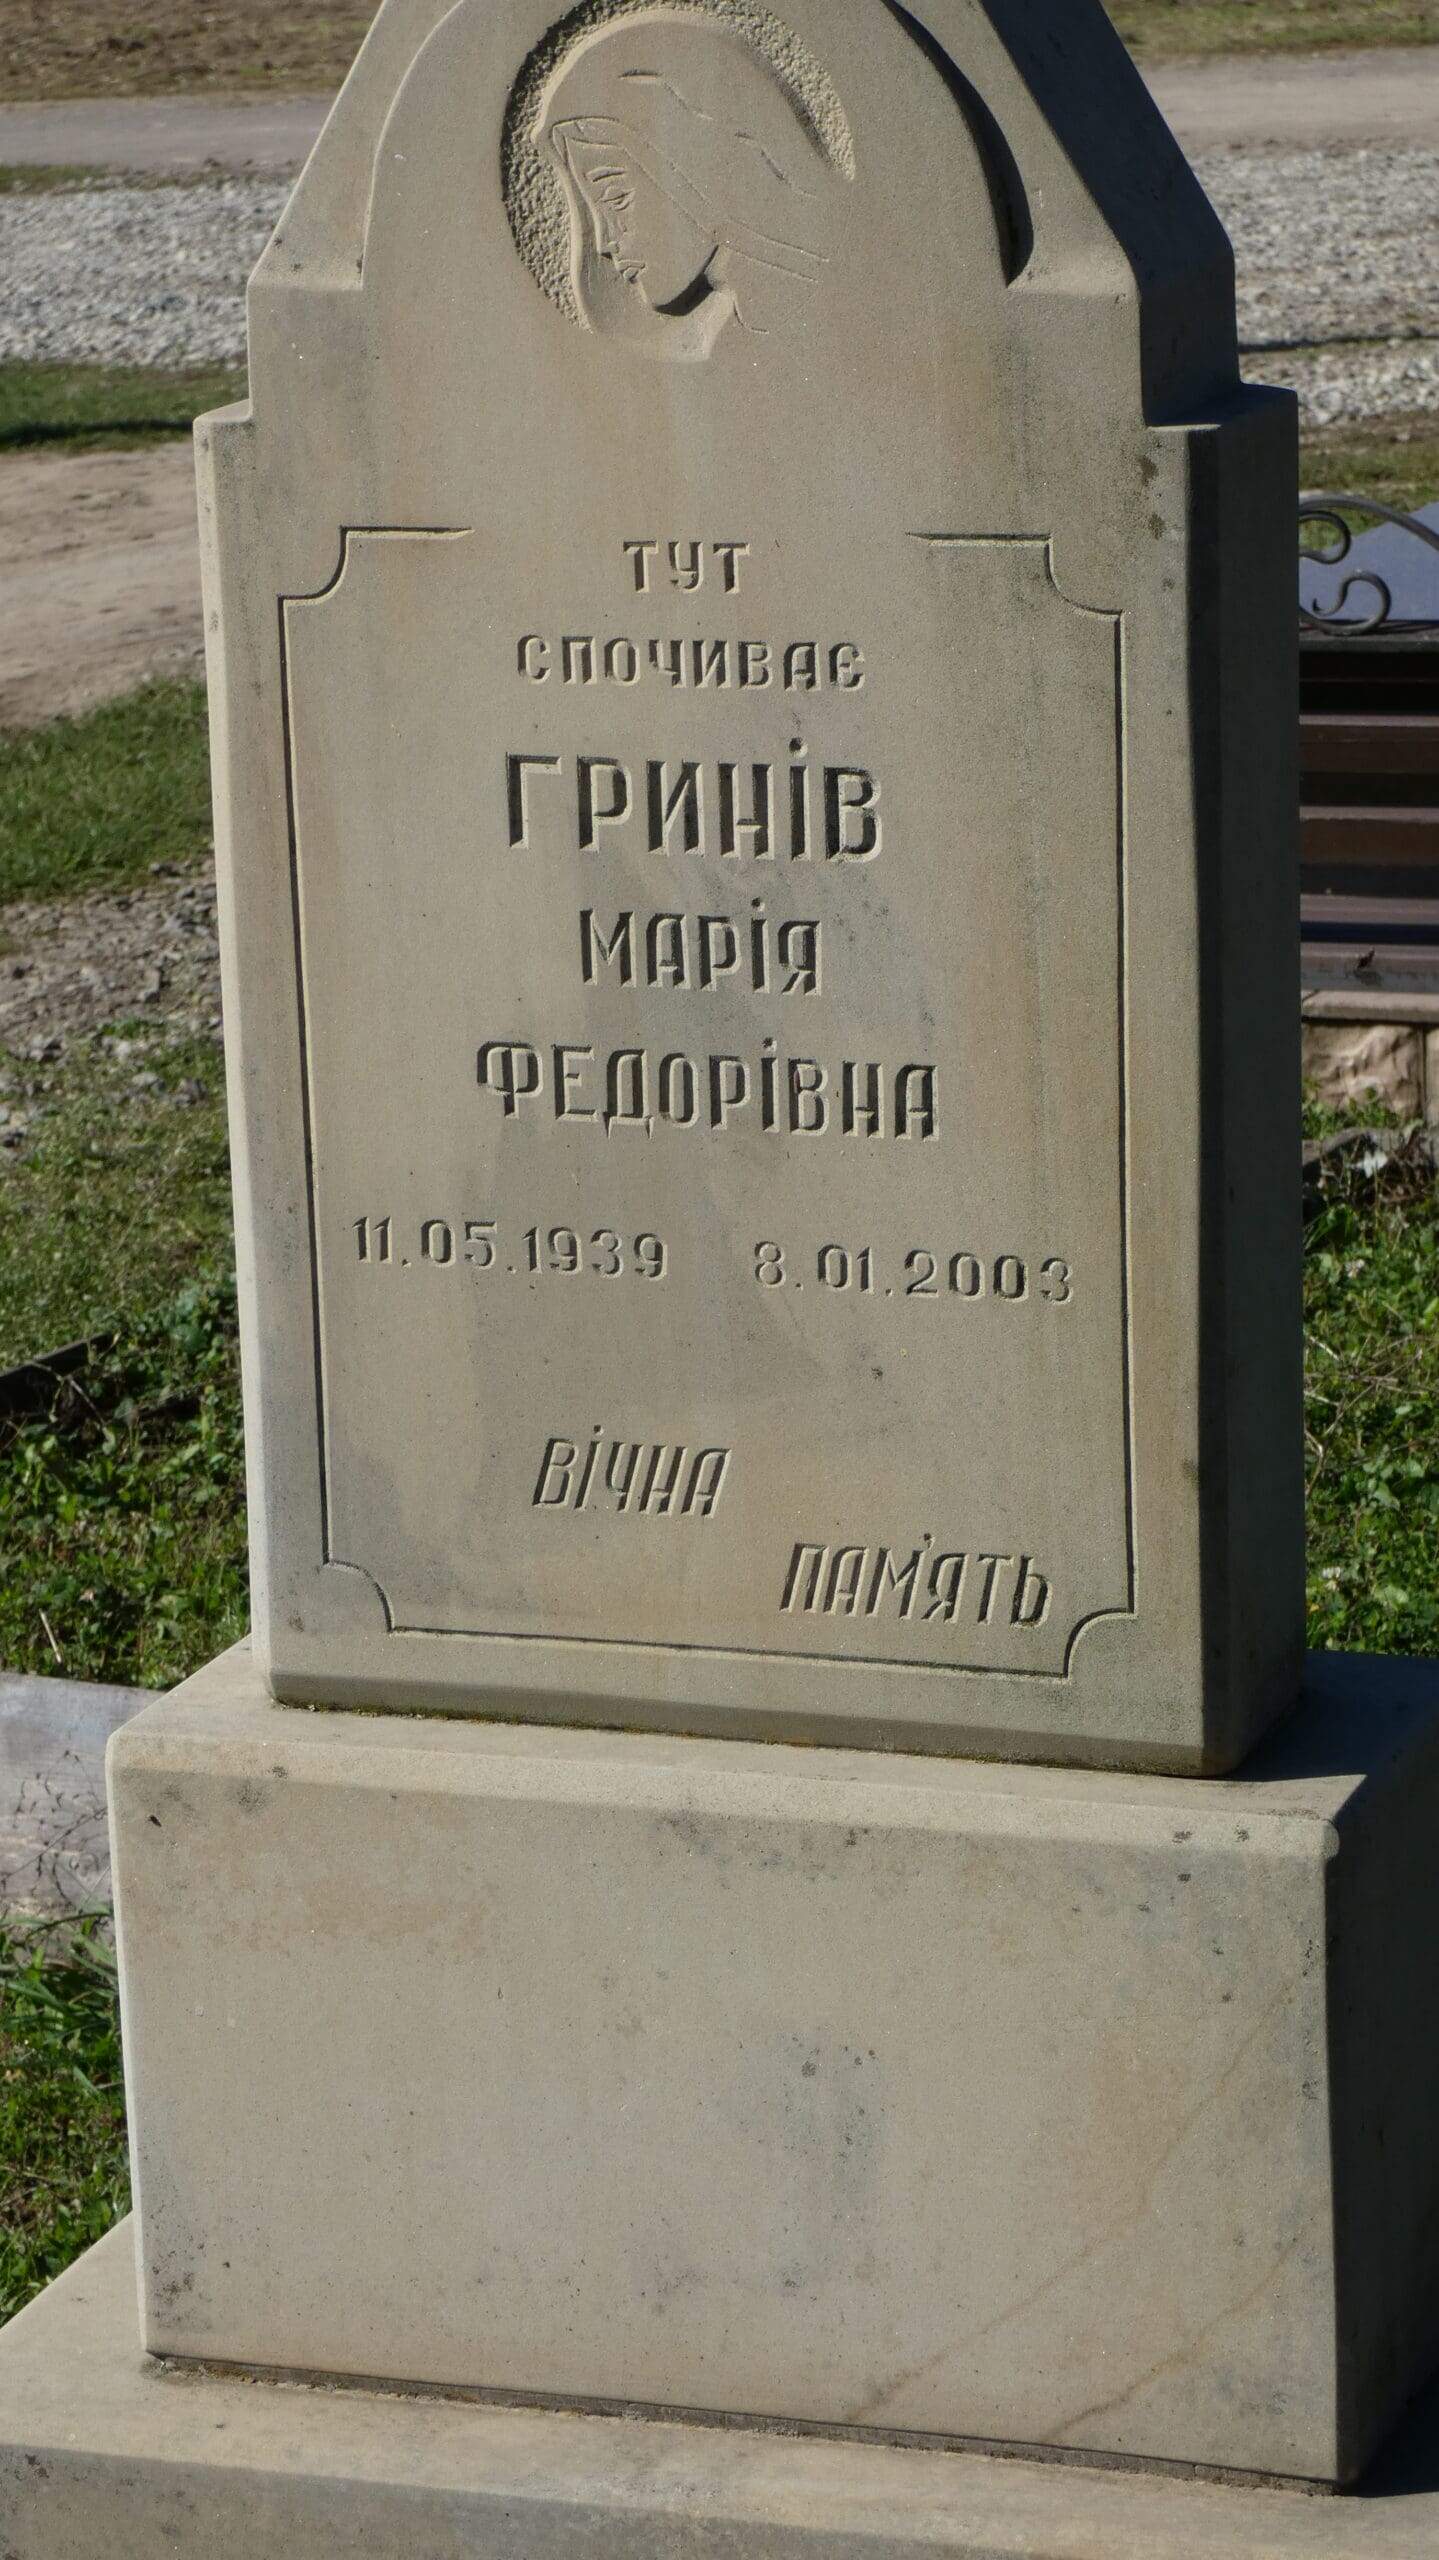 ТУТ
СПОЧИВАЄ
ГРИНІВ
МАРІЯ
ФЕДОРІВНА
11.05.1939 8.01.2003
ВІЧНА
ПАМ'ЯТЬ